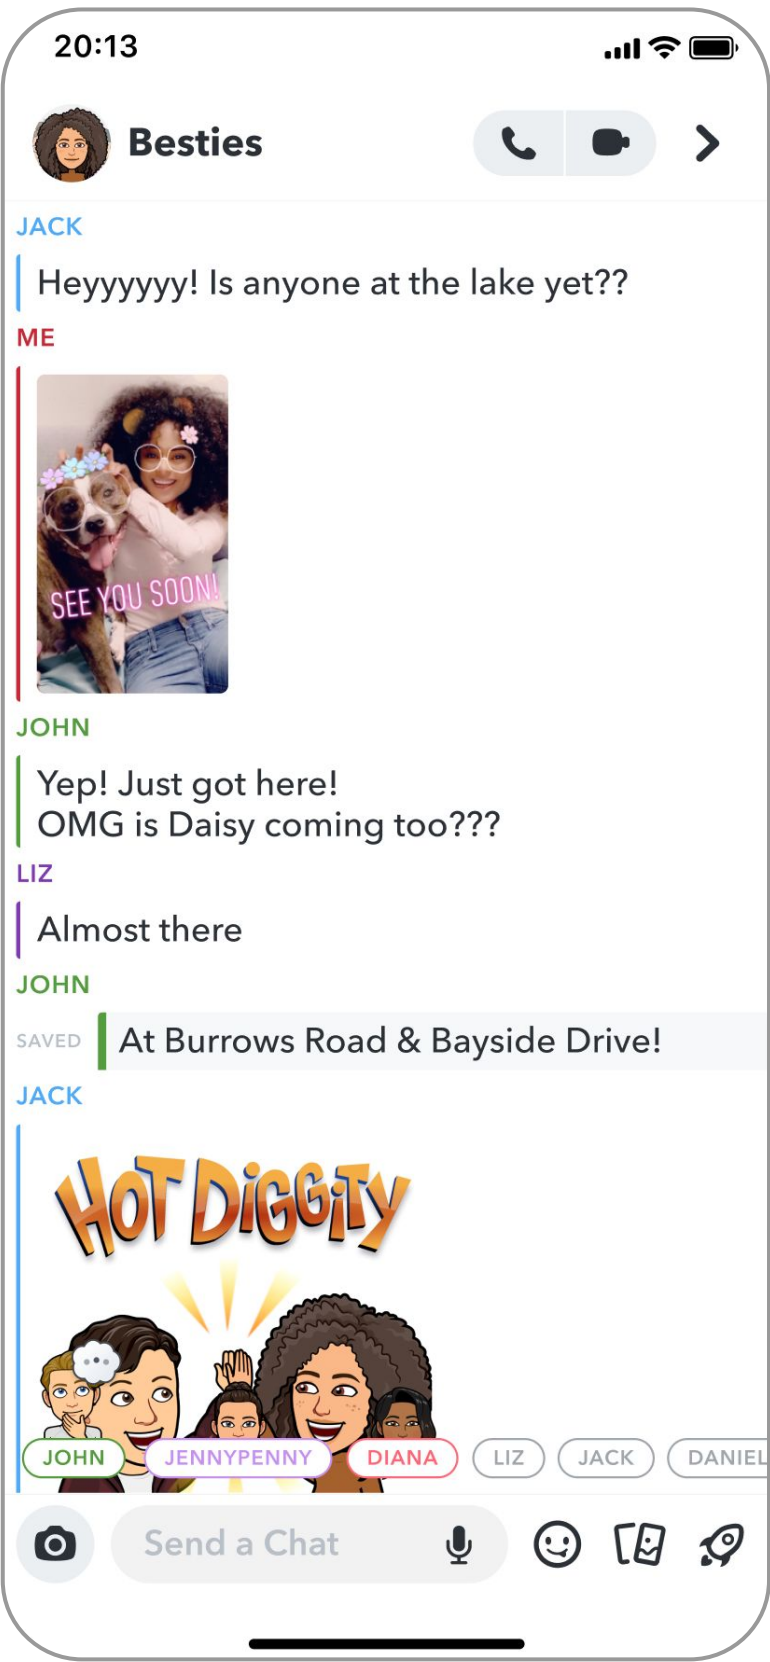 20:13
Besties
JACK
Heyyyyyy! Is anyone at the lake yet??
ME
SEE YOU SOON!
JOHN
Yep! Just got here!
OMG is Daisy coming too???
LIZ
Almost there
JOHN
SAVED At Burrows Road & Bayside Drive!
JACK
HOT DiGGiTY
JOHN JENNYPENNY DIANA LIZ JACK DANIEL
Send a Chat